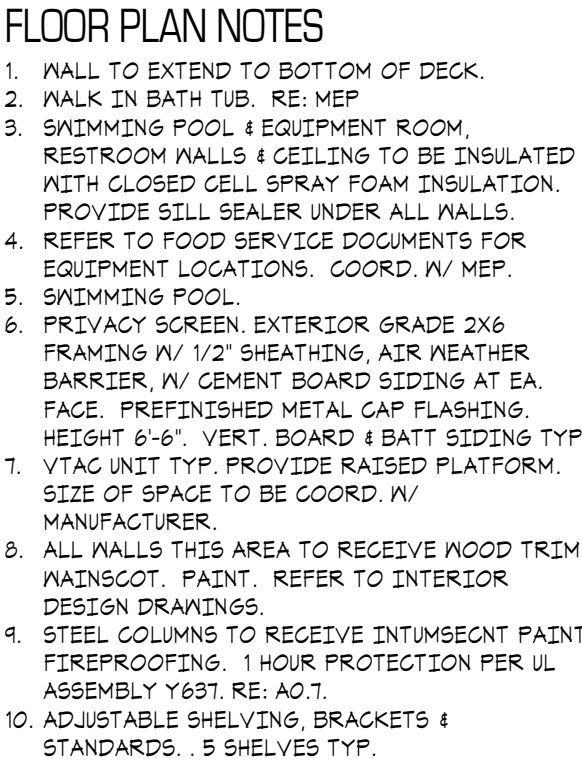 FLOOR PLAN NOTES
1. WALL TO EXTEND TO BOTTOM OF DECK.
2. WALK IN BATH TUB. RE: MEP
3. SWIMMING POOL & EQUIPMENT ROOM,
RESTROOM WALLS & CEILING TO BE INSULATED
WITH CLOSED CELL SPRAY FOAM INSULATION.
PROVIDE SILL SEALER UNDER ALL WALLS.
4. REFER TO FOOD SERVICE DOCUMENTS FOR
EQUIPMENT LOCATIONS. COORD. W/ MEP.
5. SWIMMING POOL.
6. PRIVACY SCREEN. EXTERIOR GRADE 2X6
FRAMING W/ 1/2" SHEATHING, AIR WEATHER
BARRIER, W/ CEMENT BOARD SIDING AT EA.
FACE. PREFINISHED METAL CAP FLASHING.
HEIGHT 6'-6". VERT. BOARD & BATT SIDING TYP
7. VTAC UNIT TYP. PROVIDE RAISED PLATFORM.
SIZE OF SPACE TO BE COORD. W/
MANUFACTURER.
8. ALL WALLS THIS AREA TO RECEIVE WOOD TRIM
WAINSCOT. PAINT. REFER TO INTERIOR
DESIGN DRAWINGS.
9. STEEL COLUMNS TO RECEIVE INTUMSECNT PAINT
FIREPROOFING. 1 HOUR PROTECTION PER UL
ASSEMBLY Y637. RE: A0.7.
10. ADJUSTABLE SHELVING, BRACKETS &
STANDARDS. . 5 SHELVES TYP.